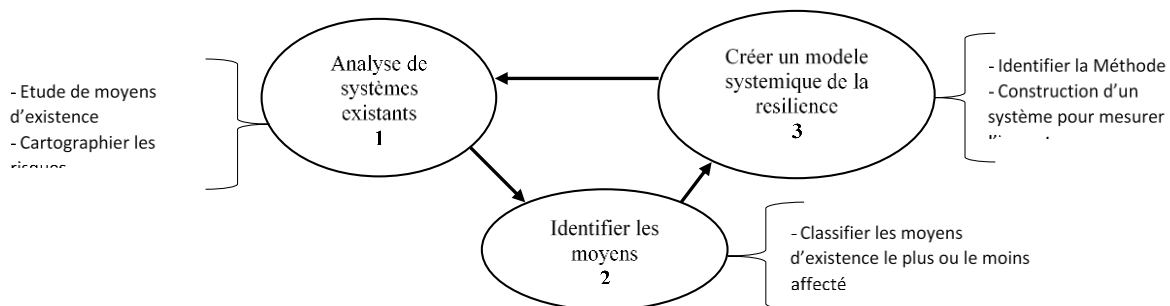 - Etude de moyens
d'existence
- Cartographier les
Analyse de
systèmes
existants
1
Identifier les
moyens
2
- Classifier les moyens
d'existence le plus ou le moins
affecté
Créer un modele
systemique de la
resilience
3
- Identifier la Méthode
- Construction d'un
système pour mesurer